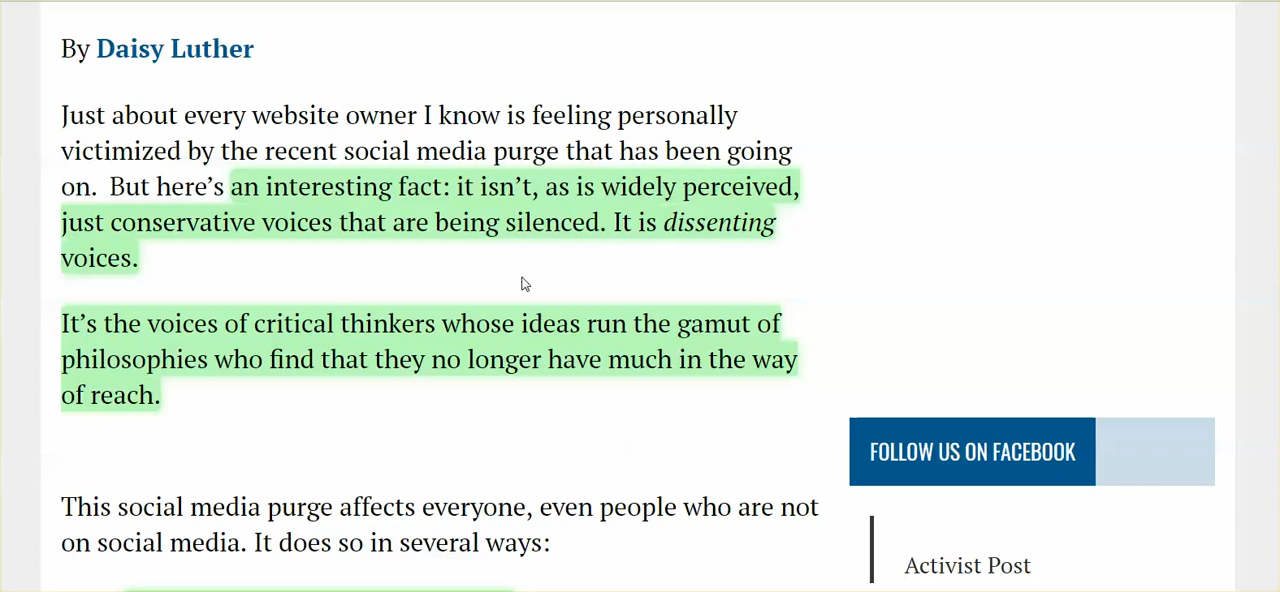 By Daisy Luther
Just about every website owner I know is feeling personally
victimized by the recent social media purge that has been going
on.  But here’s an interesting fact: it isn’t, as is widely perceived,
just conservative voices that are being silenced. It is dissenting
voices.
It’s the voices of critical thinkers whose ideas run the gamut of
philosophies who find that they no longer have much in the way
of reach.
FOLLOW US ON FACEBOOK
This social media purge affects everyone, even people who are not
on social media. It does so in several ways:
Activist Post